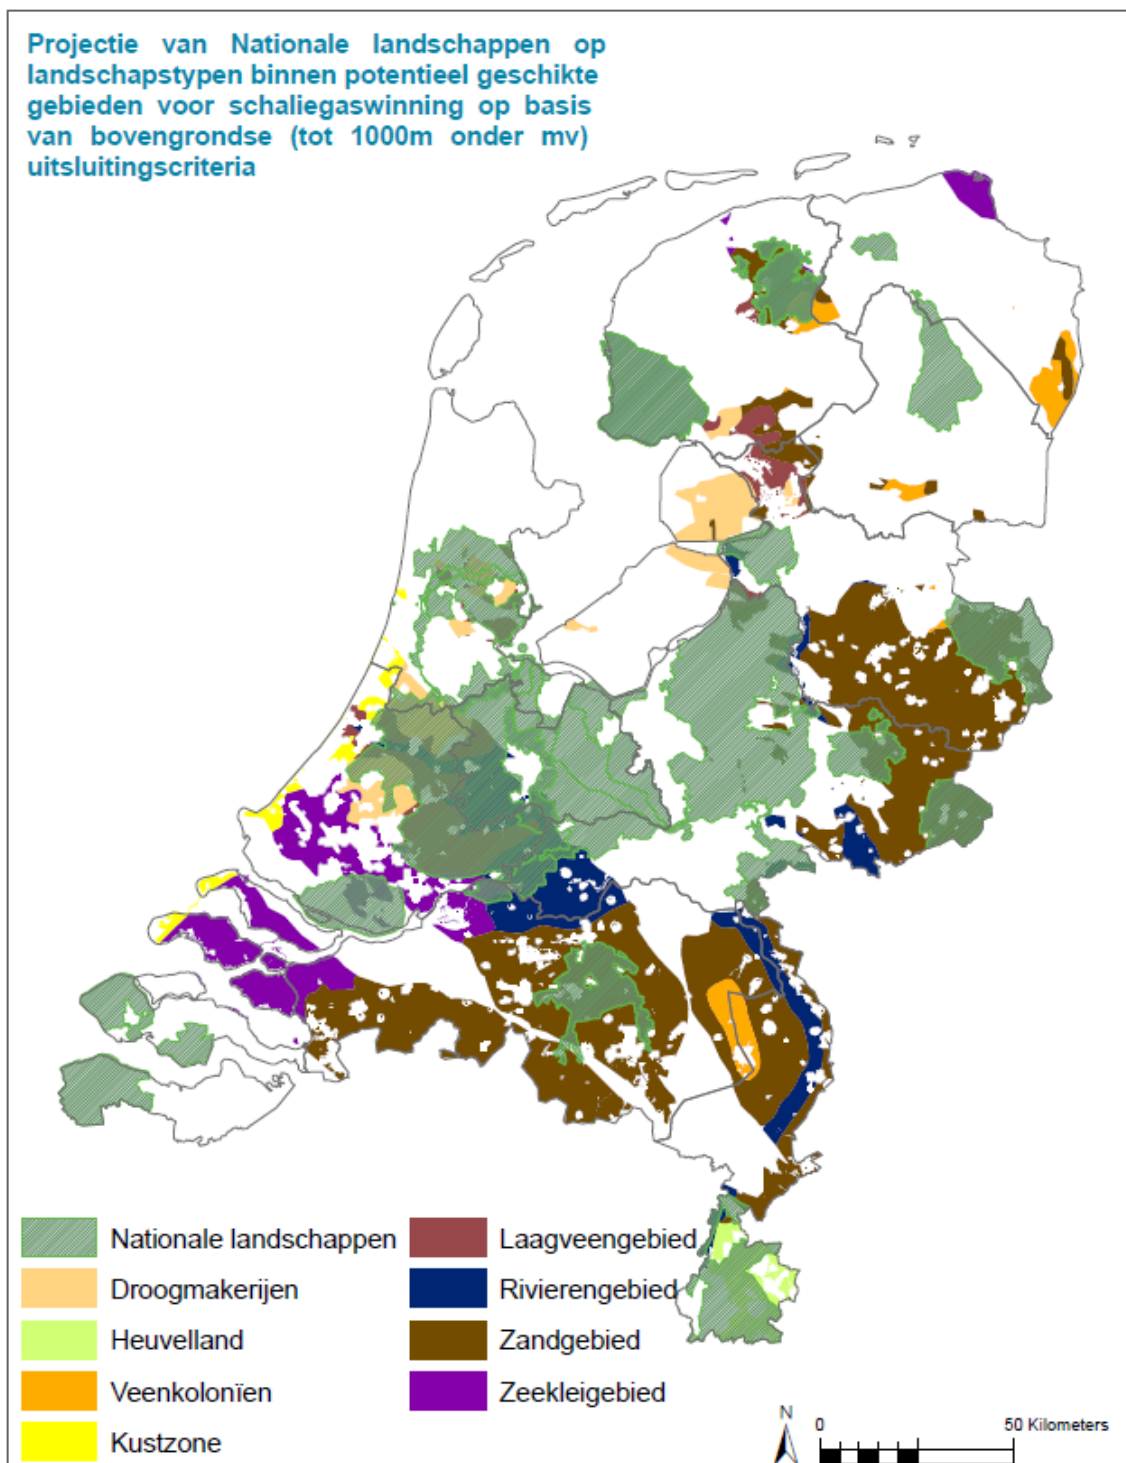 Projectie van Nationale landschappen op
landschapstypen binnen potentieel geschikte
gebieden voor schaliegaswinning op basis
van bovengrondse (tot 1000m onder mv)
uitsluitingscriteria
Nationale landschappen
Droogmakerijen
Heuvelland
Veenkolonïen
Kustzone
Laagveengebied
Rivierengebied
Zandgebied
Zeekleigebied
N
0 50 Kilometers